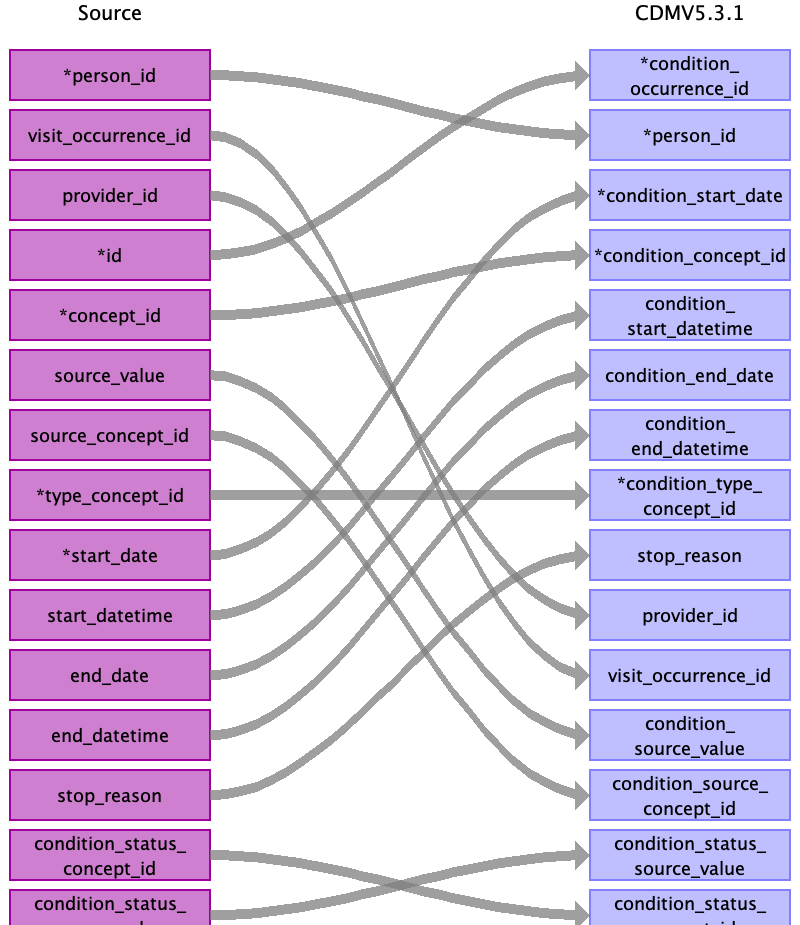 Source
CDMV5.3.1
*person_id
*condition_
occurrence_id
visit_occurrence_id
*person_id
provider_id
*condition_start_date
*id
*condition_concept_id
*concept_id
condition_
start_datetime
source_value
condition_end_date
source_concept_id
condition_
end_datetime
*type_concept_id
*condition_type_
concept_id
*start_date
stop_reason
start_datetime
provider_id
end_date
visit_occurrence_id
end_datetime
condition_
source_value
stop_reason
condition_source_
concept_id
condition_status_
concept_id
condition_status_
source_value
condition_status_
condition_status_